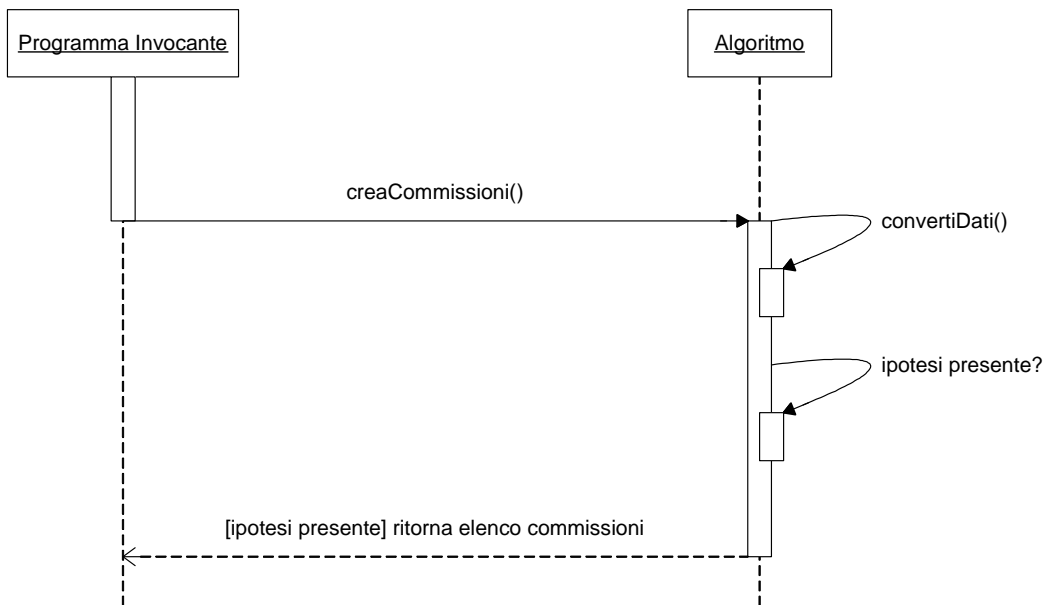 Programma Invocante
Algoritmo
creaCommissioni()
convertiDati()
ipotesi presente?
[ipotesi presente] ritorna elenco commissioni